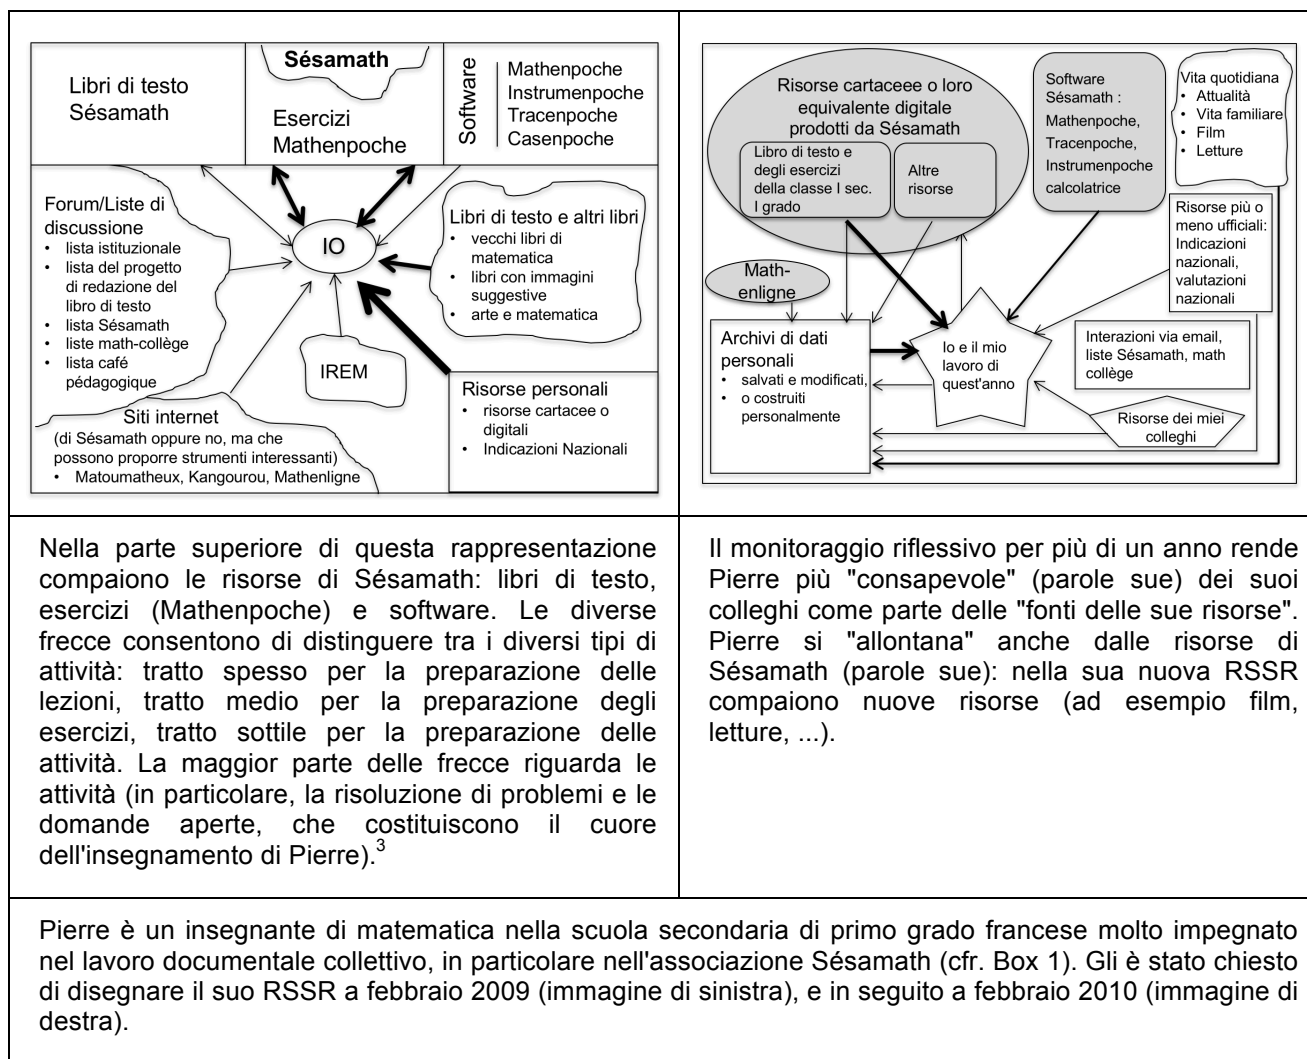 Libri di testo
Sésamath
Sésamath
Esercizi
Mathenpoche
Software
Mathenpoche
Instrumenpoche
Tracenpoche
Casenpoche
Forum/Liste di
discussione
• lista istituzionale
• lista del progetto
di redazione del
libro di testo
• lista Sésamath
• liste math-collège
• lista café
pédagogique
IO
Libri di testo e altri libri
• vecchi libri di
matematica
• libri con immagini
suggestive
• arte e matematica
IREM
Siti internet
(di Sésamath oppure no, ma che
possono proporre strumenti interessanti)
• Matoumatheux, Kangourou, Mathenligne
Risorse personali
• risorse cartacee o
digitali
• Indicazioni Nazionali
Risorse cartaceee o loro
equivalente digitale
prodotti da Sésamath
Libro di testo e
degli esercizi
della classe I sec.
I grado
Altre
risorse
Software
Sésamath :
Mathenpoche,
Tracenpoche,
Instrumenpoche
calcolatrice
Vita quotidiana
• Attualità
• Vita familiare
• Film
• Letture
Risorse più o
meno ufficiali:
Indicazioni
nazionali,
valutazioni
nazionali
Math-
enligne
Archivi di dati
personali
• salvati e modificati,
• o costruiti
personalmente
Io e il mio
lavoro di
quest'anno
Interazioni via email,
liste Sésamath, math
collège
Risorse dei miei
colleghi
Nella parte superiore di questa rappresentazione
compaiono le risorse di Sésamath: libri di testo,
esercizi (Mathenpoche) e software. Le diverse
frecce consentono di distinguere tra i diversi tipi di
attività: tratto spesso per la preparazione delle
lezioni, tratto medio per la preparazione degli
esercizi, tratto sottile per la preparazione delle
attività. La maggior parte delle frecce riguarda le
attività (in particolare, la risoluzione di problemi e le
domande aperte, che costituiscono il cuore
dell'insegnamento di Pierre).3
Il monitoraggio riflessivo per più di un anno rende
Pierre più "consapevole" (parole sue) dei suoi
colleghi come parte delle "fonti delle sue risorse".
Pierre si "allontana" anche dalle risorse di
Sésamath (parole sue): nella sua nuova RSSR
compaiono nuove risorse (ad esempio film,
letture, ...).
Pierre è un insegnante di matematica nella scuola secondaria di primo grado francese molto impegnato
nel lavoro documentale collettivo, in particolare nell'associazione Sésamath (cfr. Box 1). Gli è stato chiesto
di disegnare il suo RSSR a febbraio 2009 (immagine di sinistra), e in seguito a febbraio 2010 (immagine di
destra).